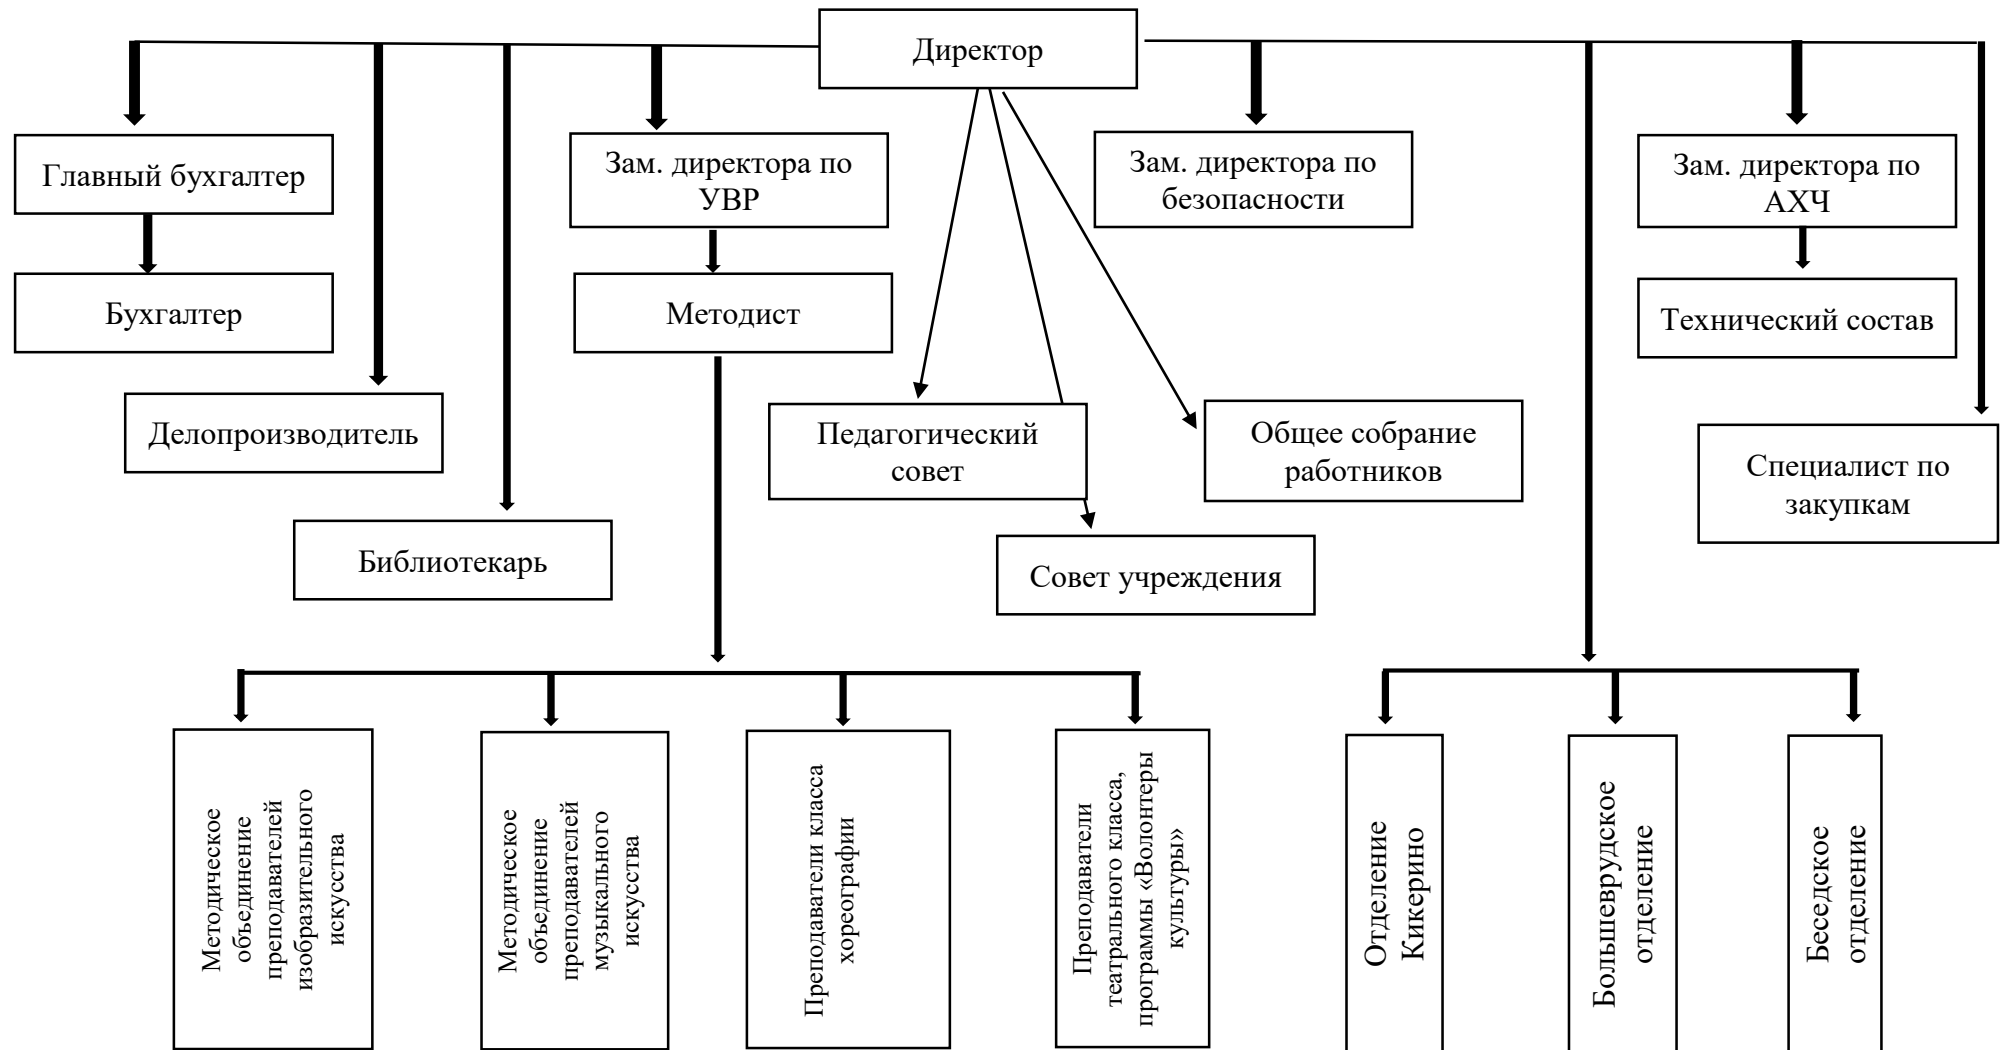 Директор
Главный бухгалтер
Зам. директора по
УВР
Зам. директора по
безопасности
Зам. директора по
АХЧ
Бухгалтер
Методист
Технический состав
Делопроизводитель
Педагогический
совет
Общее собрание
работников
Специалист по
закупкам
Библиотекарь
Совет учреждения
Методическое
объединение
преподавателей
изобразительного
искусства
Методическое
объединение
преподавателей
музыкального
искусства
Преподаватели класса
хореографии
Преподаватели
театрального класса,
программы «Волонтеры
культуры»
Отделение
Кикерино
Большеврудское
отделение
Беседское
отделение